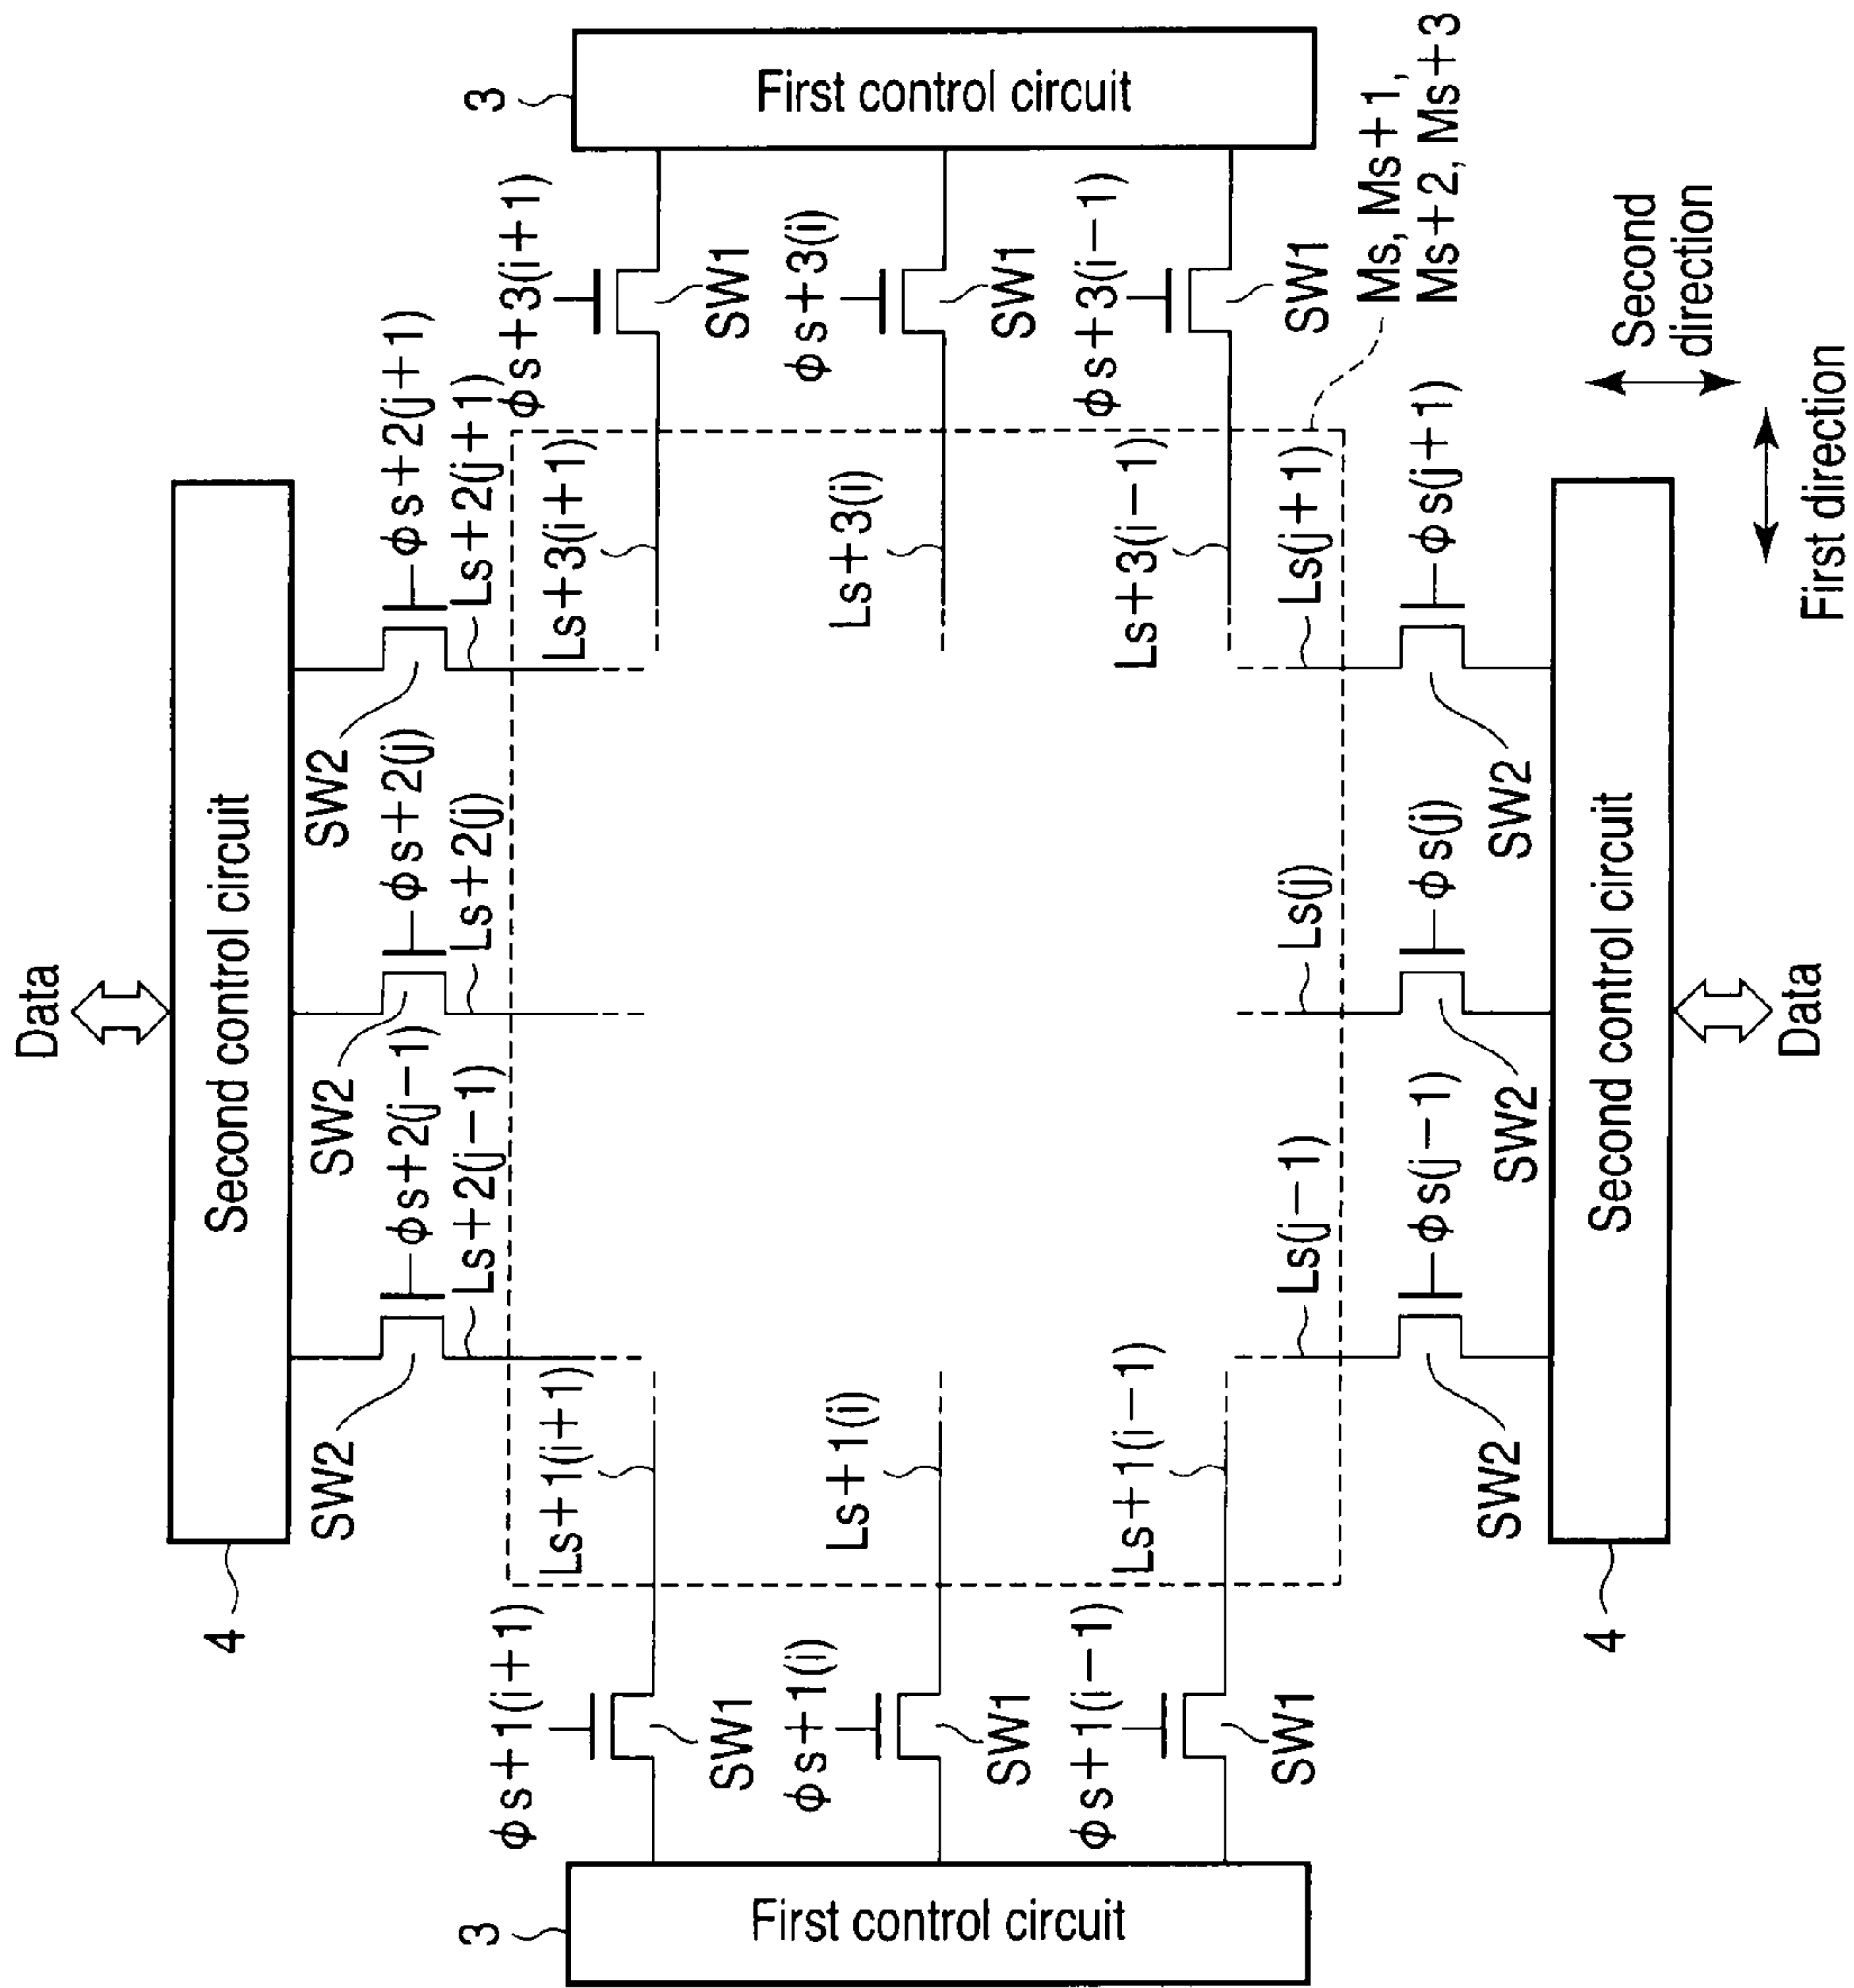 Data
4
Second control circuit
SW2
SW2
SW2
ϕs+2(j−1)
ϕs+2(j)
ϕs+2(j+1)
Ls+2(j−1)
Ls+2(j)
Ls+2(j+1)
3
First control circuit
ϕs+1(i+1)
SW1
ϕs+1(i)
SW1
ϕs+1(i−1)
SW1
Ls+1(i+1)
Ls+1(i)
Ls+1(i−1)
Ls+3(i+1)
Ls+3(i)
Ls+3(i−1)
ϕs+3(i+1)
SW1
ϕs+3(i)
SW1
ϕs+3(i−1)
SW1
3
First control circuit
Ms, Ms+1,
Ms+2, Ms+3
Ls(j−1)
Ls(j)
Ls(j+1)
ϕs(j−1)
ϕs(j)
ϕs(j+1)
SW2
SW2
SW2
4
Second control circuit
Data
Second
direction
First direction